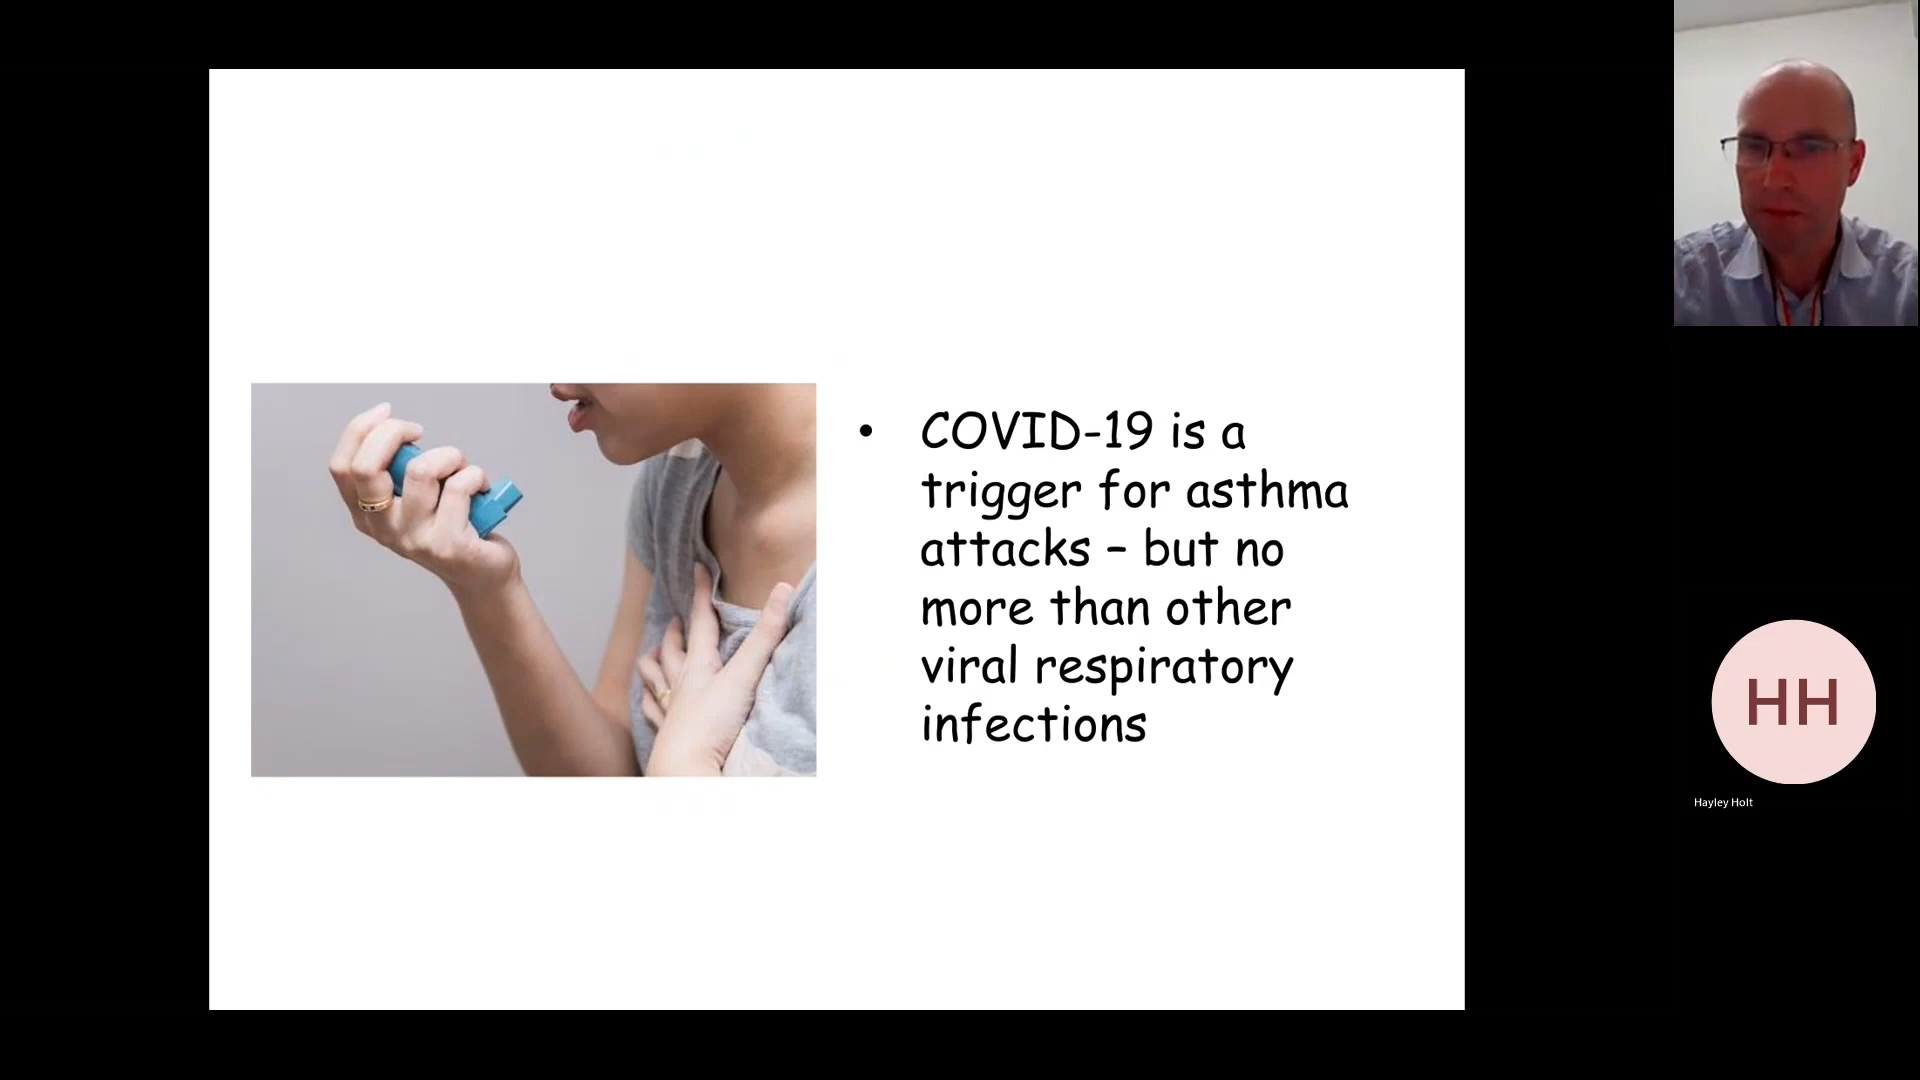 • COVID-19 is a
trigger for asthma
attacks – but no
more than other
viral respiratory
infections
HH
Hayley Holt